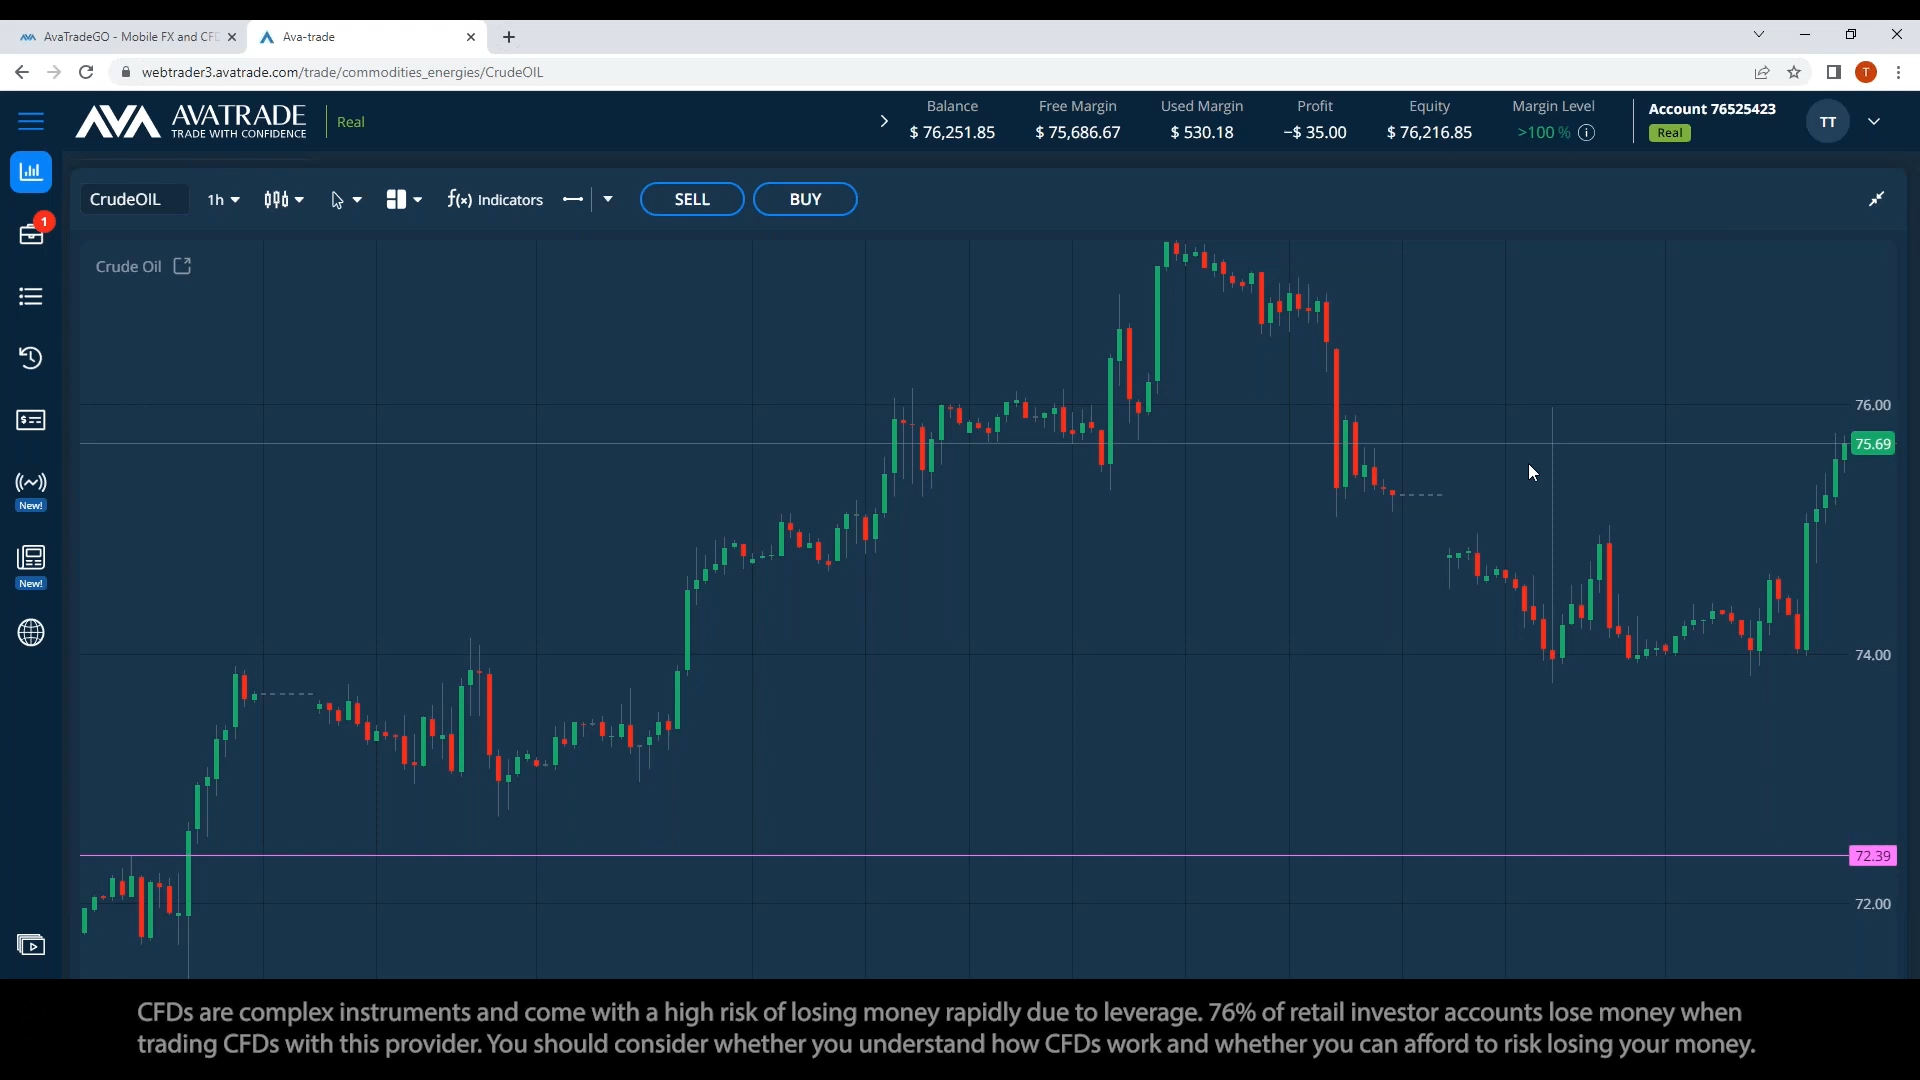 AVA AvaTradeGO - Mobile FX and CFD
Ava-trade
webtrader3.avatrade.com/trade/commodities_energies/CrudeOIL
T
AVA AVATRADE
TRADE WITH CONFIDENCE
Real
Balance
$ 76,251.85
Free Margin
$ 75,686.67
Used Margin
$ 530.18
Profit
−$ 35.00
Equity
$ 76,216.85
Margin Level
>100 %
Account 76525423
Real
TT
1
New!
New!
CrudeOIL
1h
f(x) Indicators
SELL
BUY
Crude Oil
76.00
75.69
74.00
72.39
72.00
CFDs are complex instruments and come with a high risk of losing money rapidly due to leverage. 76% of retail investor accounts lose money when
trading CFDs with this provider. You should consider whether you understand how CFDs work and whether you can afford to risk losing your money.